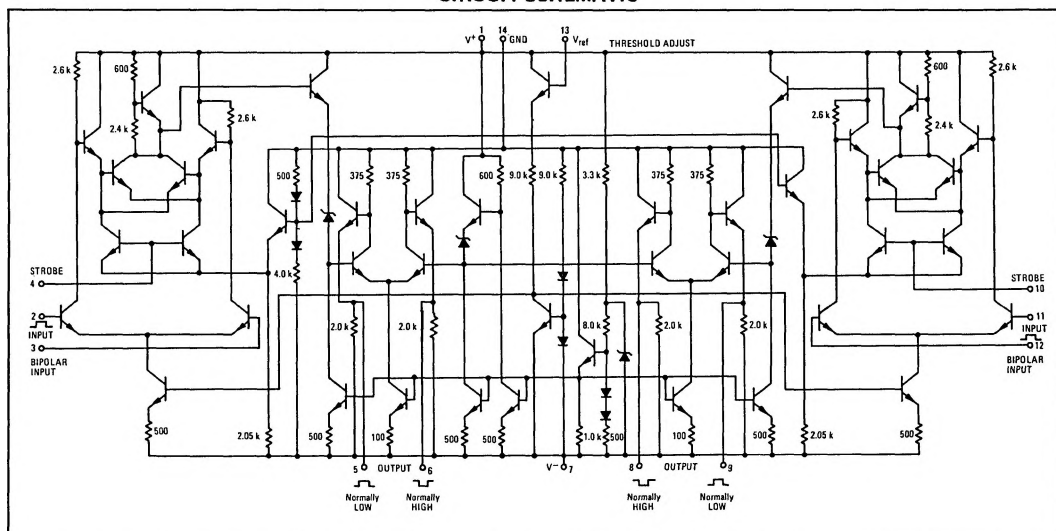 CIRCUIT SCHEMATIC
1 14 13
V+ GND Vref THRESHOLD ADJUST
2.6 k 600 600 2.6 k
2.4 k 2.6 k 2.6 k 2.4 k
500 375 375 600 9.0 k 9.0 k 3.3 k 375 375
4.0 k
STROBE STROBE
4 10
2 11
INPUT INPUT
3 12
BIPOLAR INPUT BIPOLAR INPUT
2.0 k 2.0 k 8.0 k 2.0 k 2.0 k
500 2.05 k 500 100 500 500 1.0 k 500 100 500 2.05 k 500
5 OUTPUT 6 V− 7 8 OUTPUT 9
Normally LOW Normally HIGH Normally HIGH Normally LOW